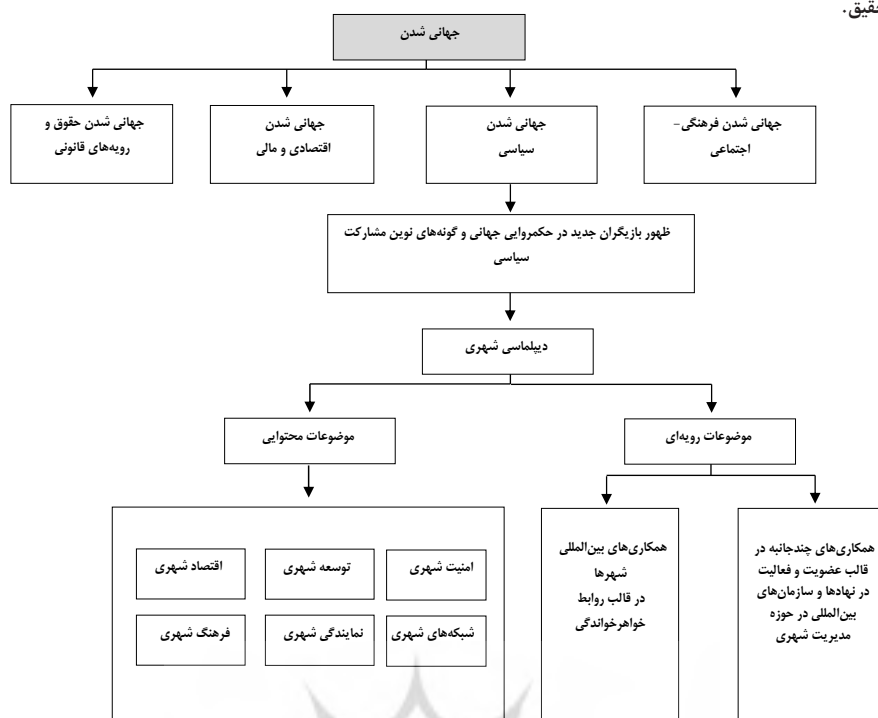 حقیق.
جهانی شدن
جهانی شدن فرهنگی-
اجتماعی
جهانی شدن
سیاسی
جهانی شدن
اقتصادی و مالی
جهانی شدن حقوق و
رویه‌های قانونی
ظهور بازیگران جدید در حکمروایی جهانی و گونه‌های نوین مشارکت
سیاسی
دیپلماسی شهری
موضوعات رویه‌ای
موضوعات محتوایی
همکاری‌های چندجانبه در
قالب عضویت و فعالیت
در نهادها و سازمان‌های
بین‌المللی در حوزه
مدیریت شهری
همکاری‌های بین‌المللی
شهرها
در قالب روابط
خواهرخواندگی
امنیت شهری
توسعه شهری
اقتصاد شهری
شبکه‌های شهری
نمایندگی شهری
فرهنگ شهری